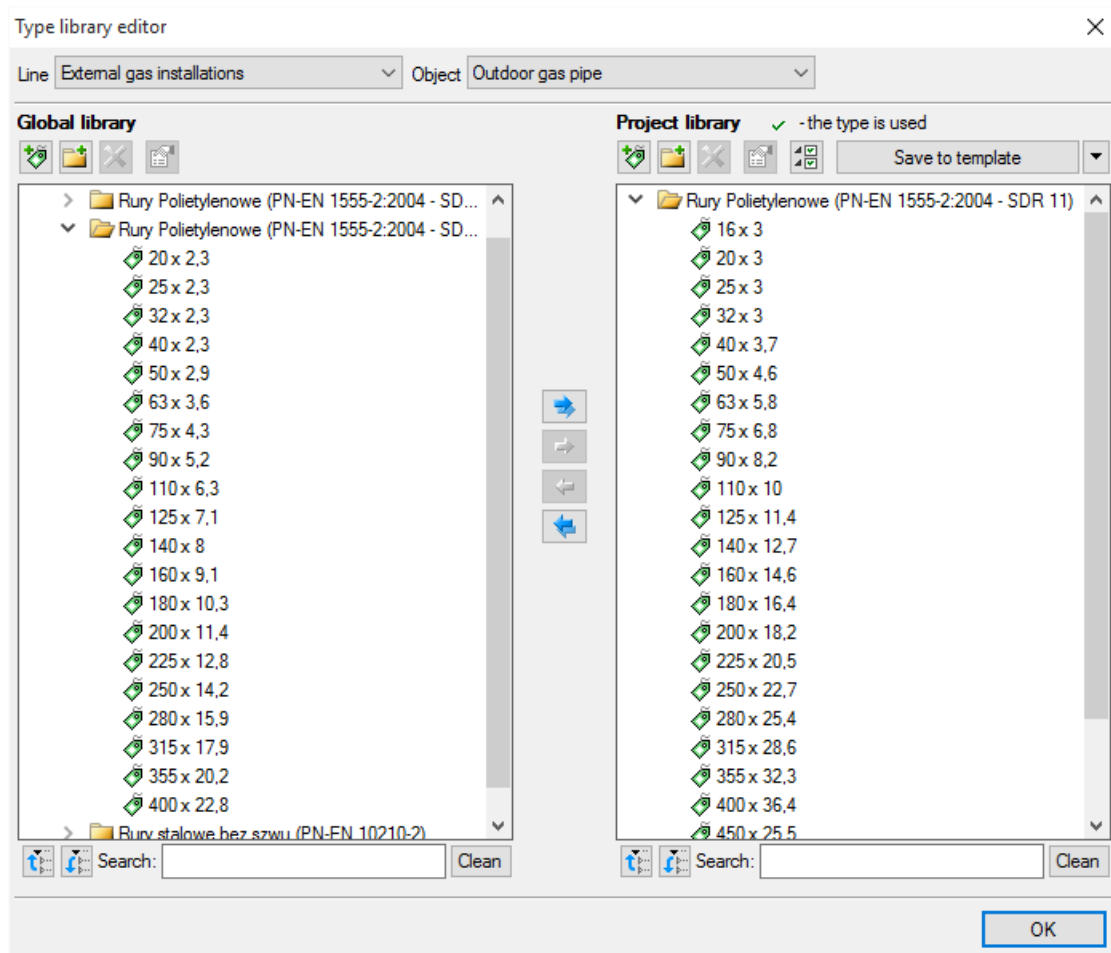 Type library editor
Line External gas installations Object Outdoor gas pipe
Global library
Rury Polietylenowe (PN-EN 1555-2:2004 - SD...
Rury Polietylenowe (PN-EN 1555-2:2004 - SD...
20 x 2,3
25 x 2,3
32 x 2,3
40 x 2,3
50 x 2,9
63 x 3,6
75 x 4,3
90 x 5,2
110 x 6,3
125 x 7,1
140 x 8
160 x 9,1
180 x 10,3
200 x 11,4
225 x 12,8
250 x 14,2
280 x 15,9
315 x 17,9
355 x 20,2
400 x 22,8
Rury stalowe bez szwu (PN-EN 10210-2)
Search: Clean
Project library - the type is used
Save to template
Rury Polietylenowe (PN-EN 1555-2:2004 - SDR 11)
16 x 3
20 x 3
25 x 3
32 x 3
40 x 3,7
50 x 4,6
63 x 5,8
75 x 6,8
90 x 8,2
110 x 10
125 x 11,4
140 x 12,7
160 x 14,6
180 x 16,4
200 x 18,2
225 x 20,5
250 x 22,7
280 x 25,4
315 x 28,6
355 x 32,3
400 x 36,4
450 x 25,5
Search: Clean
OK